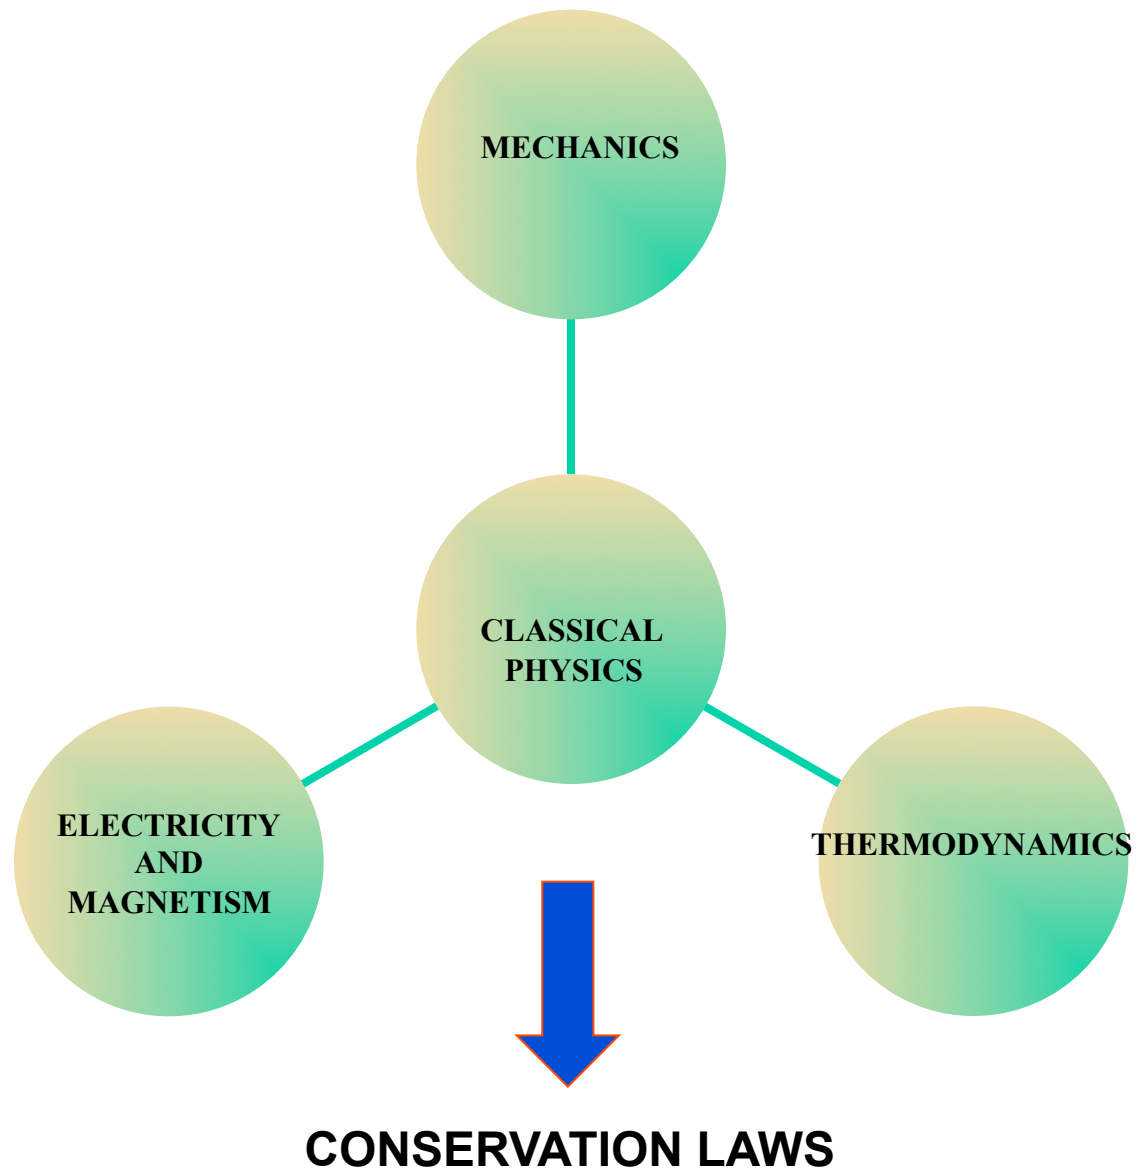 MECHANICS
CLASSICAL
PHYSICS
ELECTRICITY
AND
MAGNETISM
THERMODYNAMICS
CONSERVATION LAWS